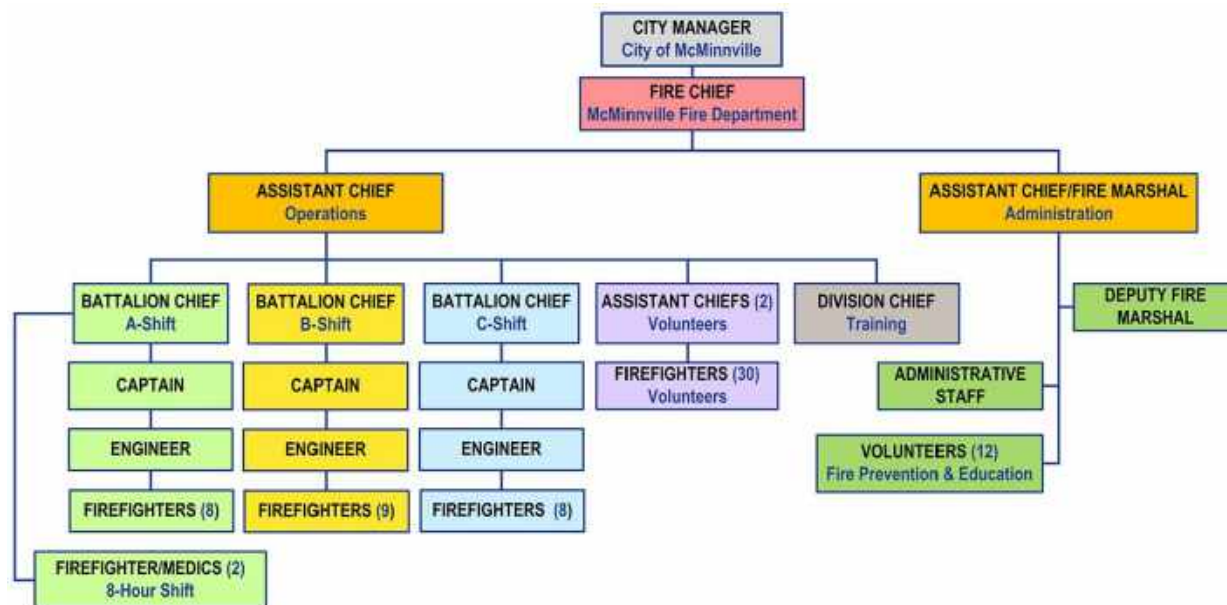 CITY MANAGER
City of McMinnville
FIRE CHIEF
McMinnville Fire Department
ASSISTANT CHIEF
Operations
ASSISTANT CHIEF/FIRE MARSHAL
Administration
BATTALION CHIEF
A-Shift
BATTALION CHIEF
B-Shift
BATTALION CHIEF
C-Shift
ASSISTANT CHIEFS (2)
Volunteers
DIVISION CHIEF
Training
DEPUTY FIRE
MARSHAL
CAPTAIN
CAPTAIN
CAPTAIN
FIREFIGHTERS (30)
Volunteers
ADMINISTRATIVE
STAFF
ENGINEER
ENGINEER
ENGINEER
VOLUNTEERS (12)
Fire Prevention & Education
FIREFIGHTERS (8)
FIREFIGHTERS (9)
FIREFIGHTERS (8)
FIREFIGHTER/MEDICS (2)
8-Hour Shift